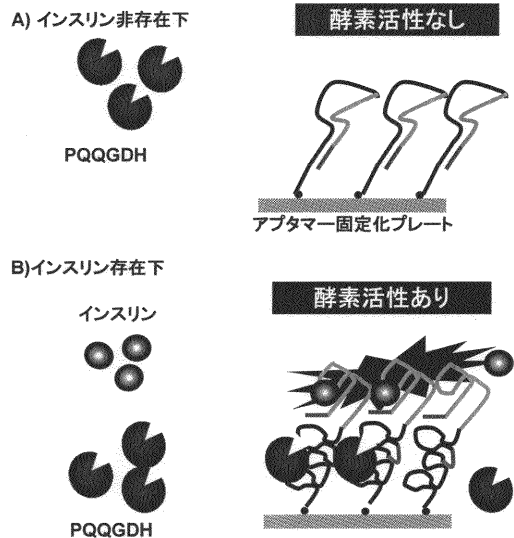 A) インスリン非存在下
酵素活性なし
PQQGDH
アプタマー固定化プレート
B)インスリン存在下
酵素活性あり
インスリン
PQQGDH